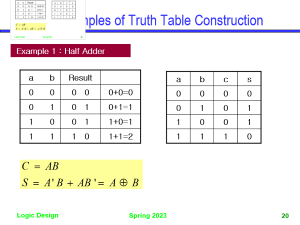 mples of Truth Table Construction
Example 1 : Half Adder
a b Result
0 0 0 0 0+0=0
0 1 0 1 0+1=1
1 0 0 1 1+0=1
1 1 1 0 1+1=2
a b c s
0 0 0 0
0 1 0 1
1 0 0 1
1 1 1 0
C = AB
S = A'B + AB' = A ⊕ B
Logic Design Spring 2023 20